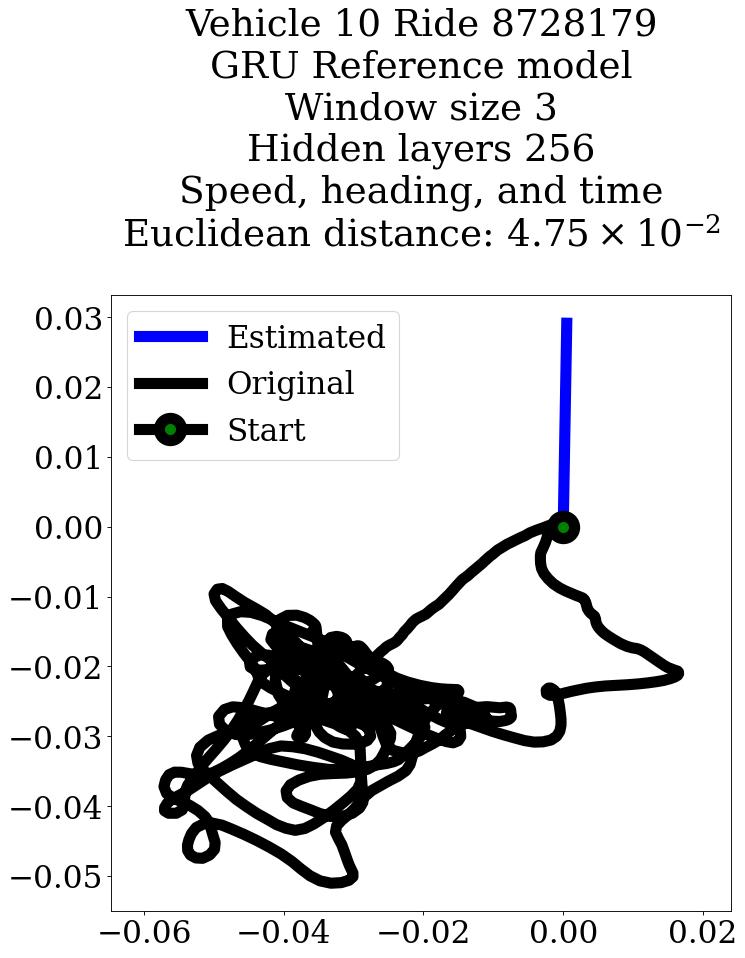 Vehicle 10 Ride 8728179
GRU Reference model
Window size 3
Hidden layers 256
Speed, heading, and time
Euclidean distance: 4.75 × 10⁻²
Estimated
Original
Start
0.03
0.02
0.01
0.00
−0.01
−0.02
−0.03
−0.04
−0.05
−0.06 −0.04 −0.02 0.00 0.02